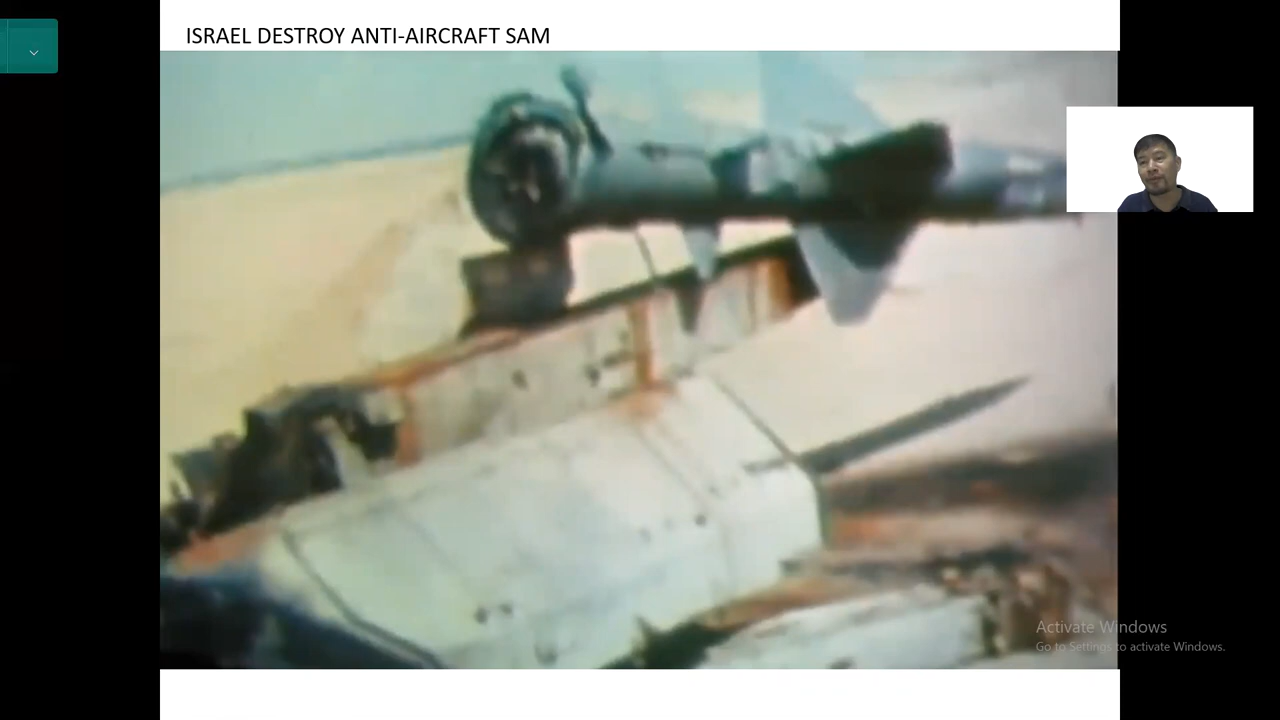 ISRAEL DESTROY ANTI-AIRCRAFT SAM
Activate Windows
Go to Settings to activate Windows.